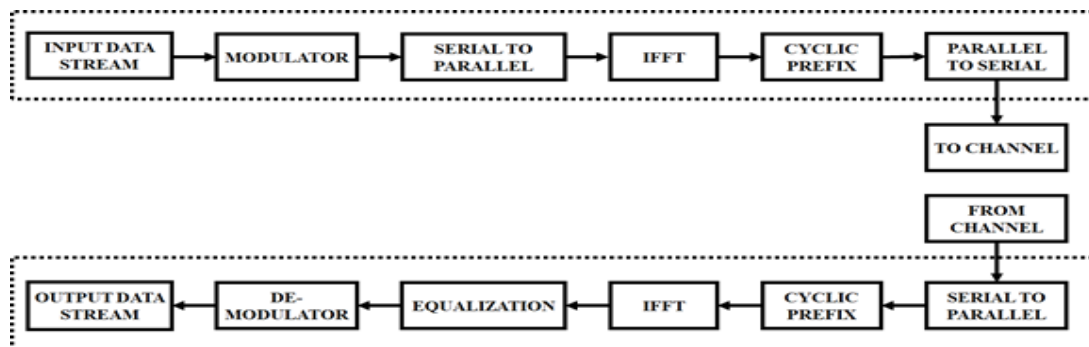 INPUT DATA
STREAM
MODULATOR
SERIAL TO
PARALLEL
IFFT
CYCLIC
PREFIX
PARALLEL
TO SERIAL
TO CHANNEL
FROM
CHANNEL
OUTPUT DATA
STREAM
DE-
MODULATOR
EQUALIZATION
IFFT
CYCLIC
PREFIX
SERIAL TO
PARALLEL